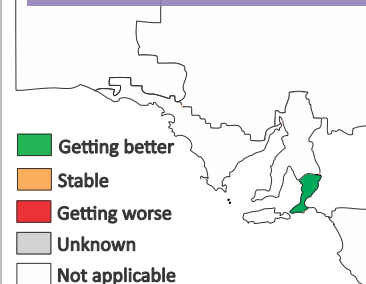 Getting better
Stable
Getting worse
Unknown
Not applicable